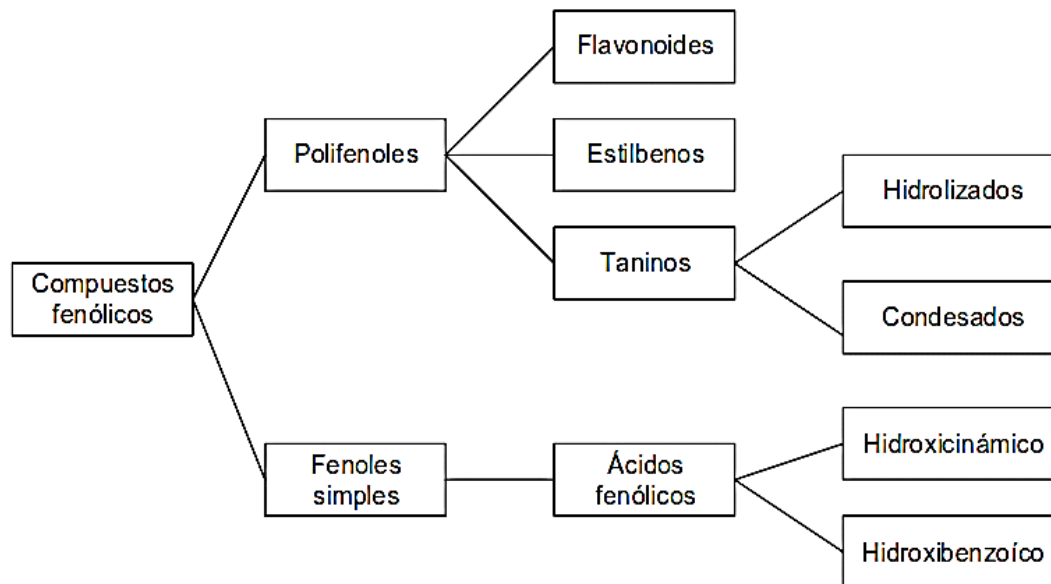 Flavonoides
Polifenoles
Estilbenos
Hidrolizados
Taninos
Compuestos
fenólicos
Condesados
Fenoles
simples
Ácidos
fenólicos
Hidroxicinámico
Hidroxibenzoíco